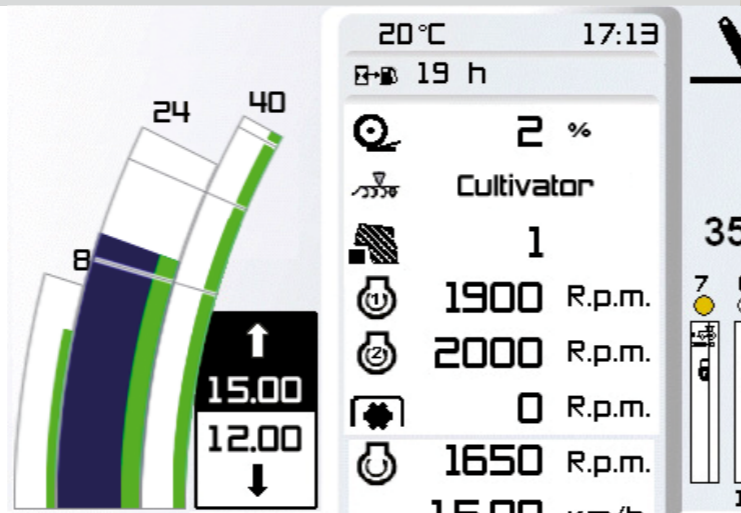 20°C 17:13
19 h
40
24
2 %
Cultivator
8
1
35
7
1900 R.p.m.
2000 R.p.m.
15.00
0 R.p.m.
12.00
1650 R.p.m.